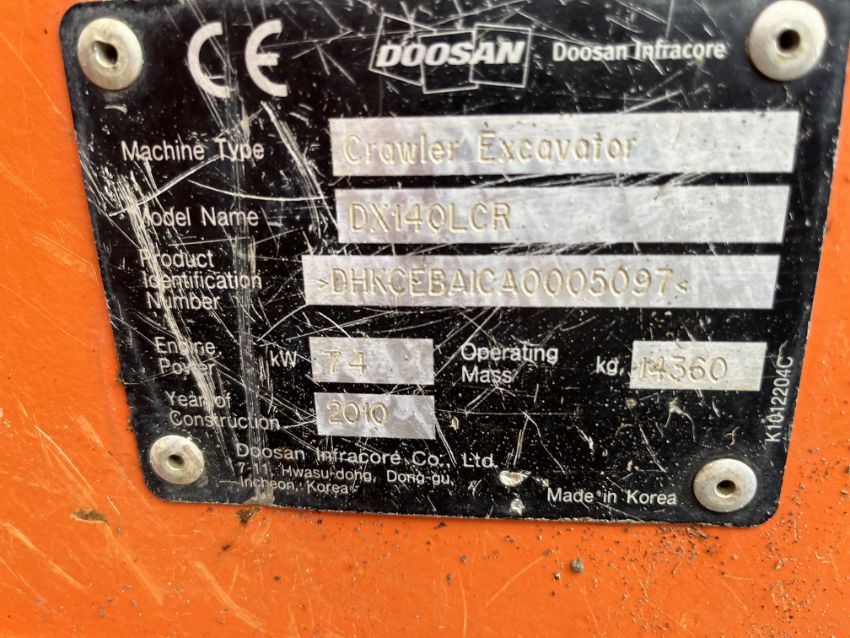 CE DOOSAN Doosan Infracore
Machine Type Crawler Excavator
Model Name DX140LCR
Product
Identification
Number >DHKCEBAICA0005097<
Engine
Power kW 74 Operating
Mass kg, 14360
Year of
Construction 2010
Doosan Infracore Co., Ltd.
7-11, Hwasu-dong, Dong-gu,
Incheon, Korea
Made in Korea
K1012204C